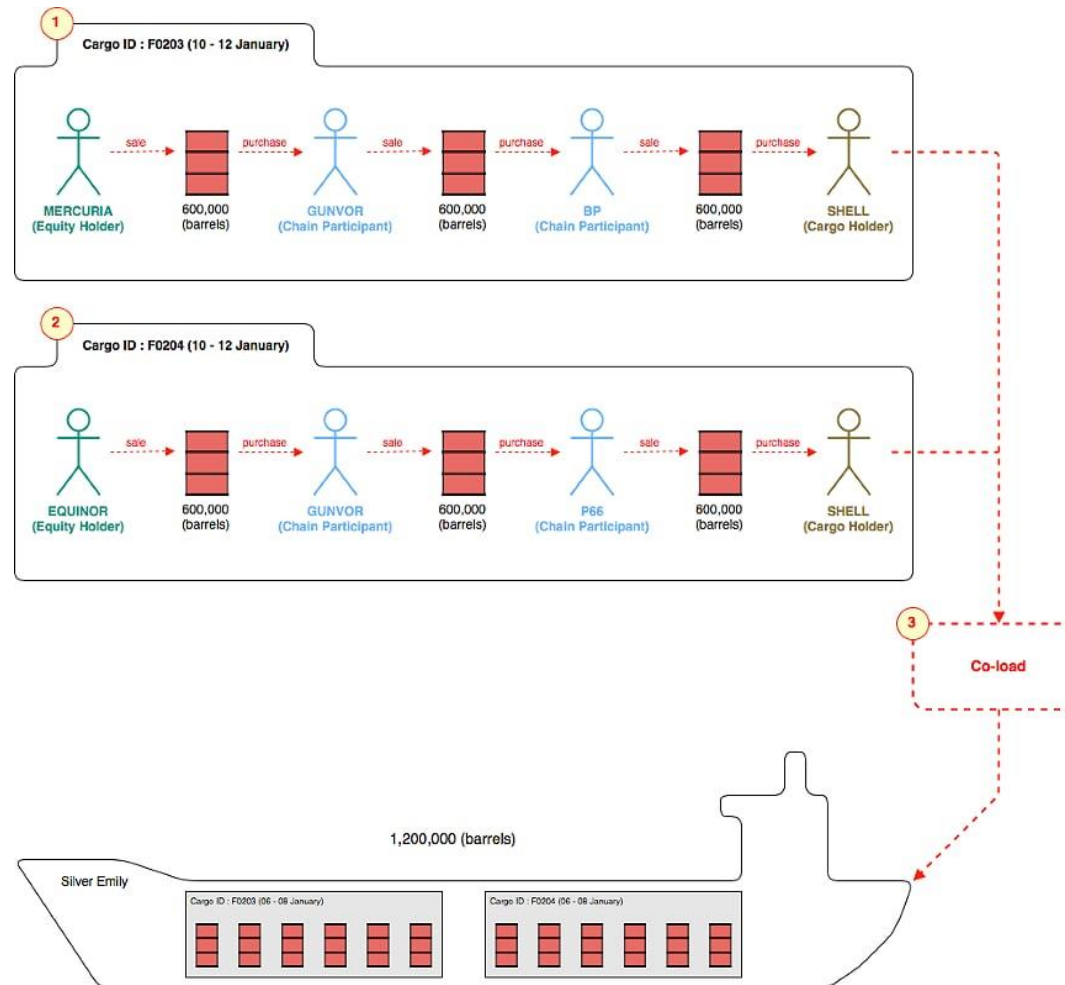 1
Cargo ID : F0203 (10 - 12 January)
sale
purchase
sale
purchase
sale
purchase
MERCURIA
(Equity Holder)
600,000
(barrels)
GUNVOR
(Chain Participant)
600,000
(barrels)
BP
(Chain Participant)
600,000
(barrels)
SHELL
(Cargo Holder)
2
Cargo ID : F0204 (10 - 12 January)
sale
purchase
sale
purchase
sale
purchase
EQUINOR
(Equity Holder)
600,000
(barrels)
GUNVOR
(Chain Participant)
600,000
(barrels)
P66
(Chain Participant)
600,000
(barrels)
SHELL
(Cargo Holder)
3
Co-load
1,200,000 (barrels)
Silver Emily
Cargo ID : F0203 (06 - 08 January)
Cargo ID : F0204 (06 - 08 January)